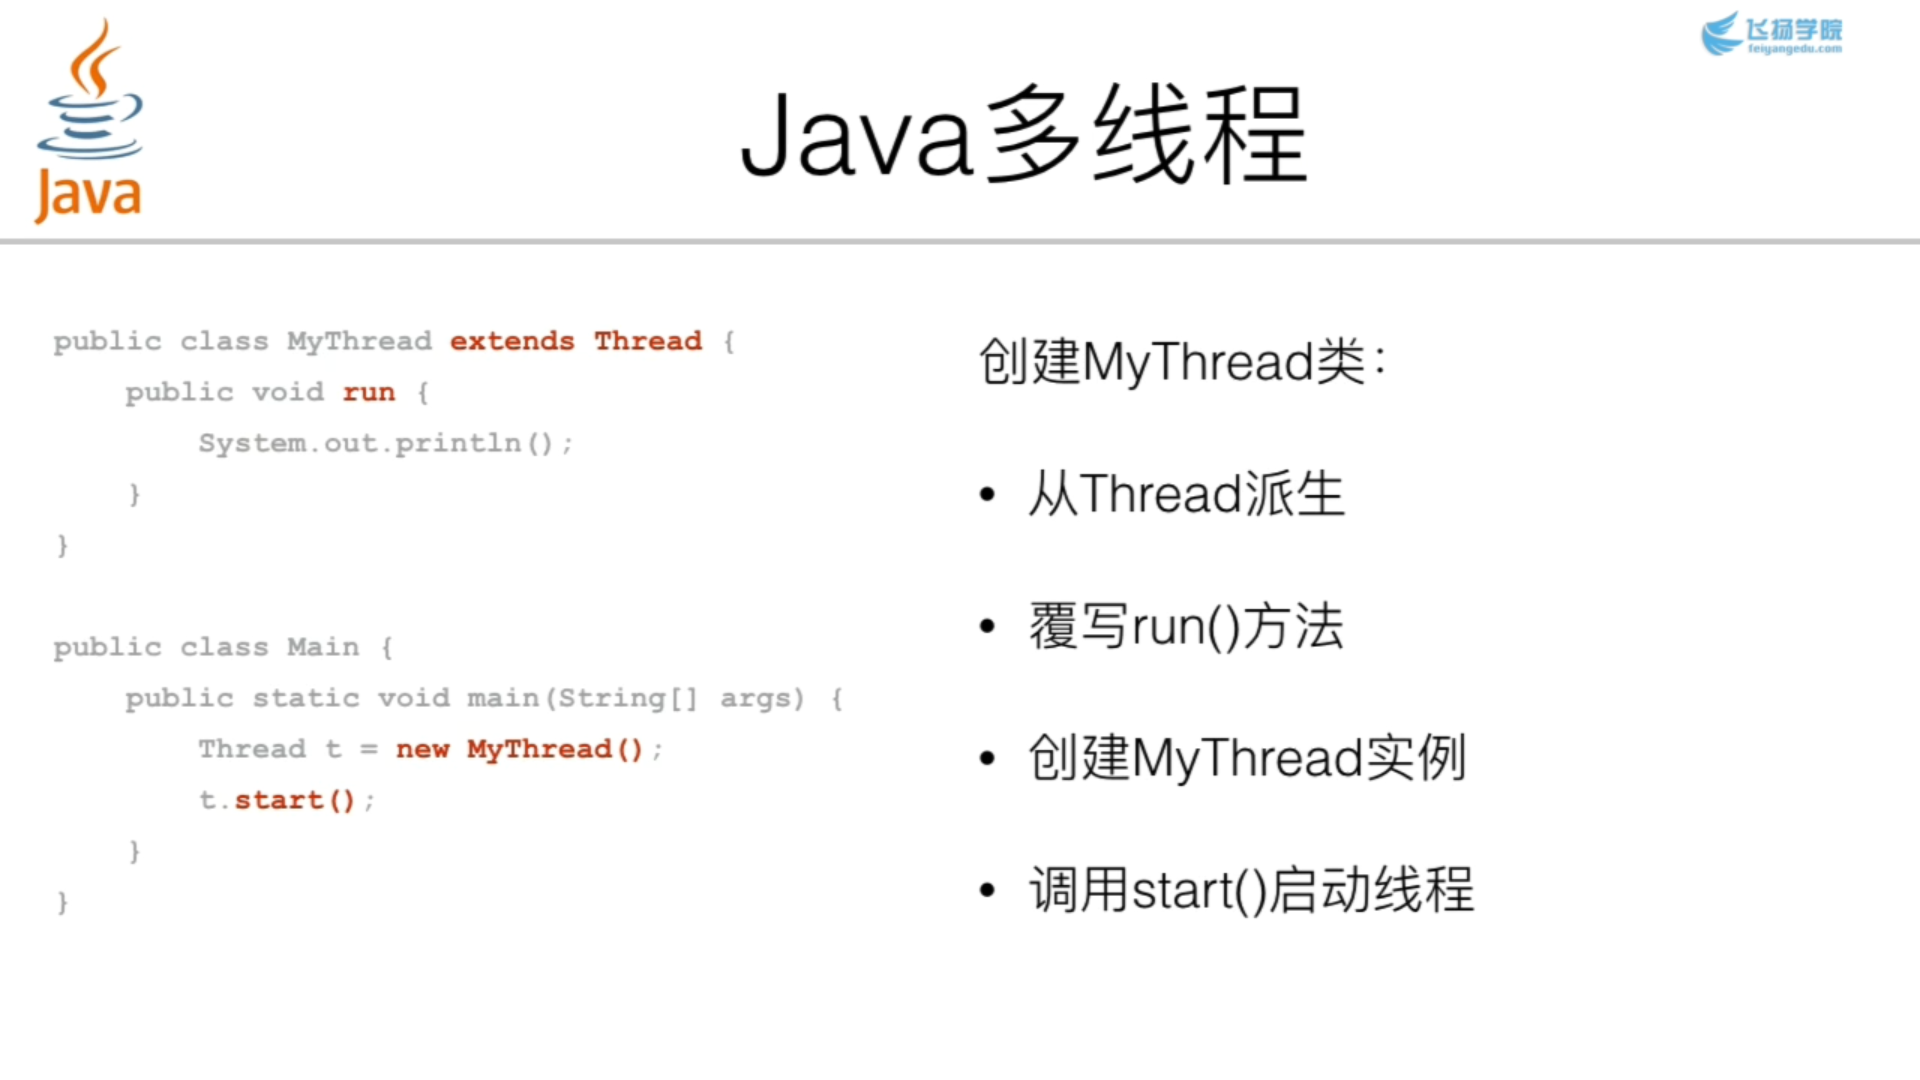 Java
飞扬学院
feiyangedu.com
Java多线程
public class MyThread extends Thread {
    public void run {
        System.out.println();
    }
}
public class Main {
    public static void main(String[] args) {
        Thread t = new MyThread();
        t.start();
    }
}
创建MyThread类：
• 从Thread派生
• 覆写run()方法
• 创建MyThread实例
• 调用start()启动线程